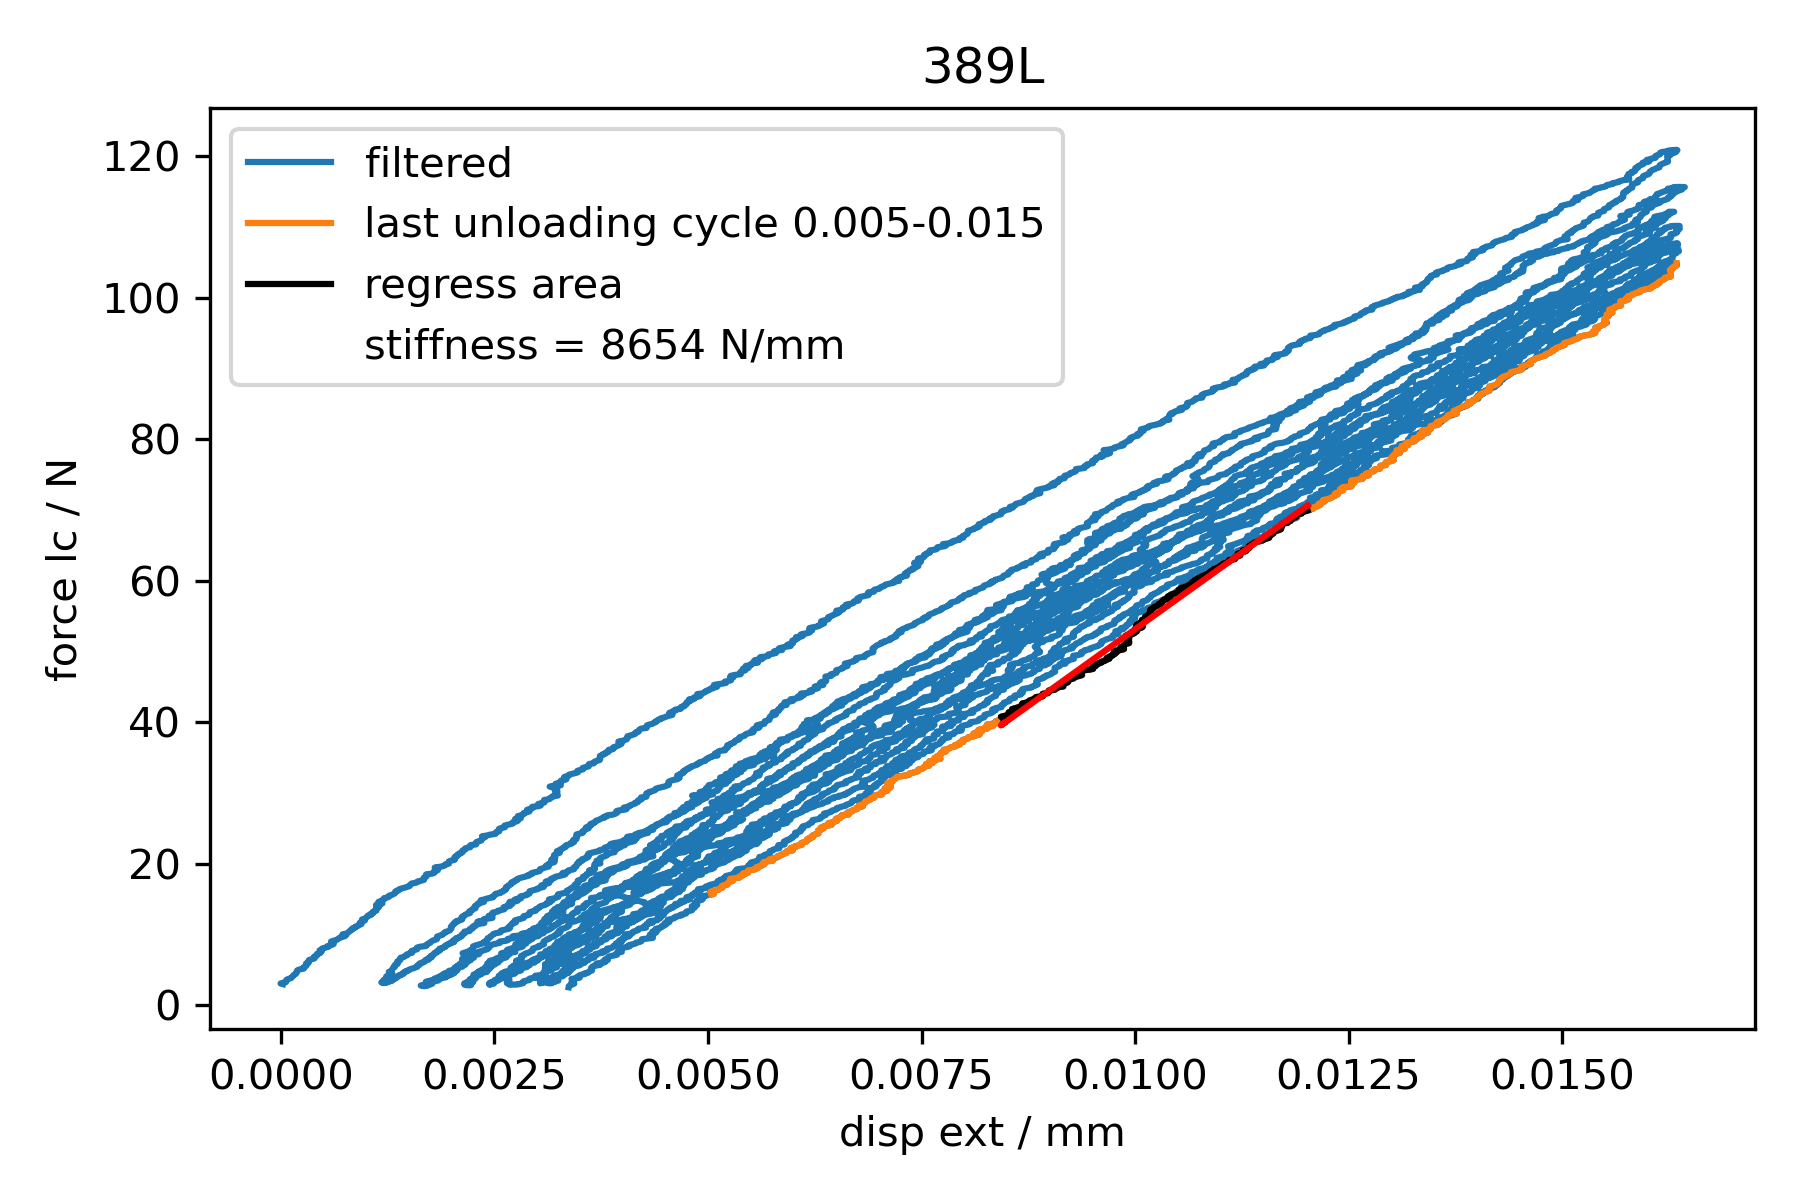 389L
filtered
last unloading cycle 0.005-0.015
regress area
stiffness = 8654 N/mm
120
100
80
60
40
20
0
force lc / N
0.0000 0.0025 0.0050 0.0075 0.0100 0.0125 0.0150
disp ext / mm